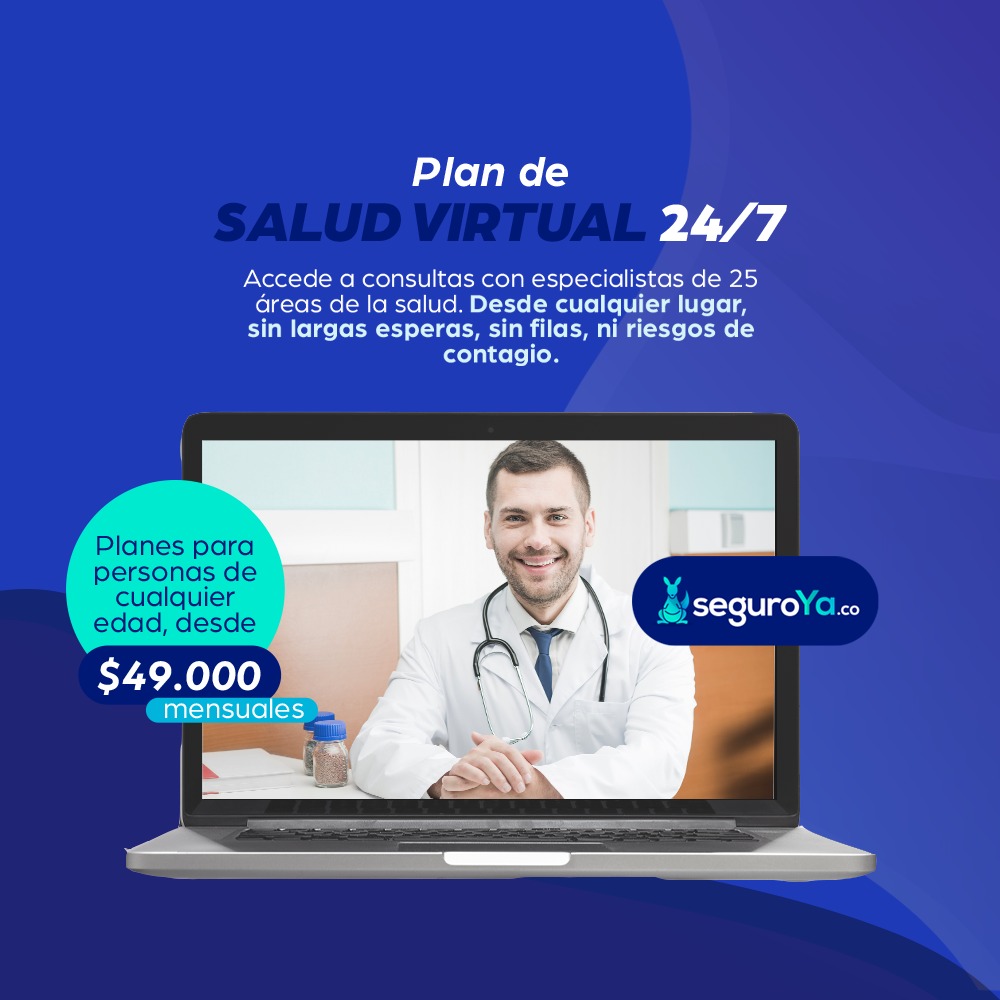 Plan de
SALUD VIRTUAL 24/7
Accede a consultas con especialistas de 25
áreas de la salud. Desde cualquier lugar,
sin largas esperas, sin filas, ni riesgos de
contagio.
Planes para
personas de
cualquier
edad, desde
$49.000
mensuales
seguroYa.co